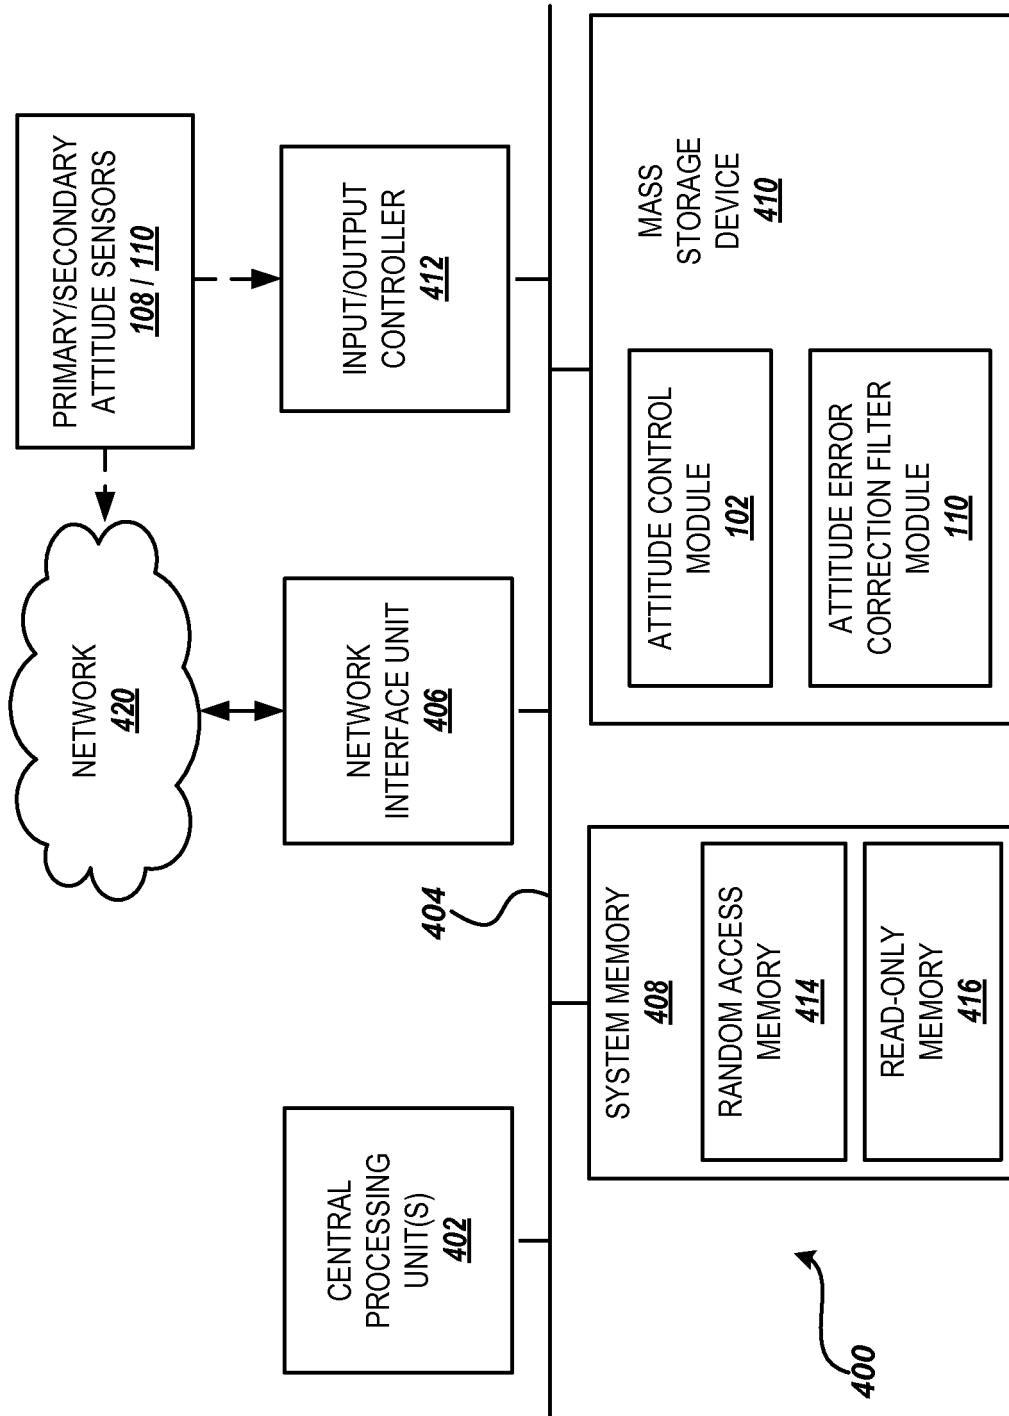 PRIMARY/SECONDARY
ATTITUDE SENSORS
108 / 110
NETWORK
420
CENTRAL
PROCESSING
UNIT(S)
402
NETWORK
INTERFACE UNIT
406
INPUT/OUTPUT
CONTROLLER
412
404
SYSTEM MEMORY
408
RANDOM ACCESS
MEMORY
414
READ-ONLY
MEMORY
416
MASS
STORAGE
DEVICE
410
ATTITUDE CONTROL
MODULE
102
ATTITUDE ERROR
CORRECTION FILTER
MODULE
110
400